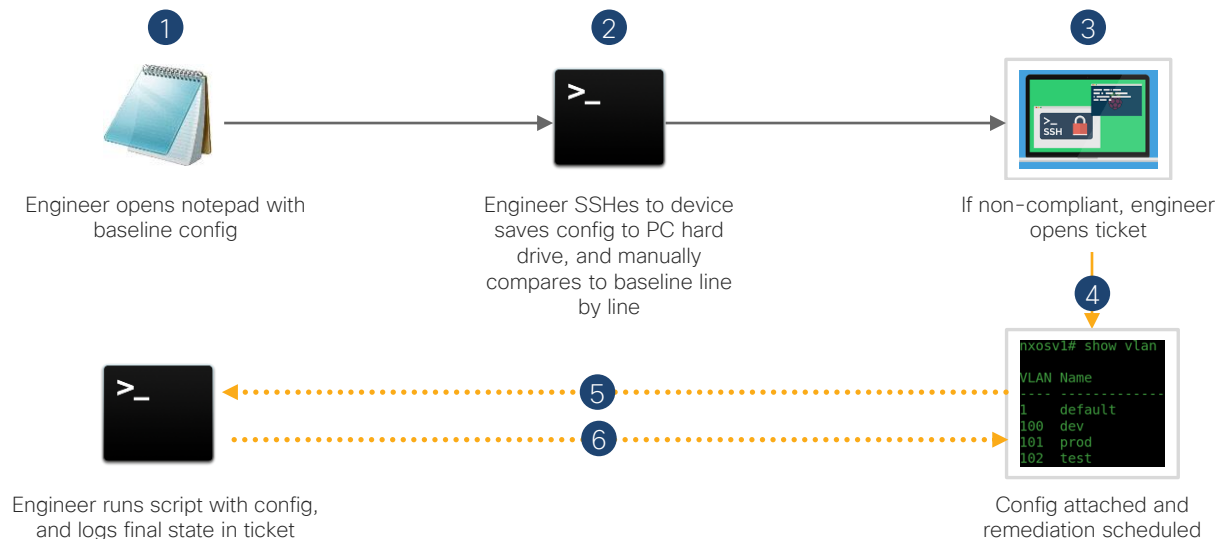 1
2
3
>_
>_
SSH
Engineer opens notepad with
baseline config
Engineer SSHes to device
saves config to PC hard
drive, and manually
compares to baseline line
by line
If non-compliant, engineer
opens ticket
4
nxosv1# show vlan
VLAN Name
---- -------------
1 default
100 dev
101 prod
102 test
>_
5
6
Engineer runs script with config,
and logs final state in ticket
Config attached and
remediation scheduled